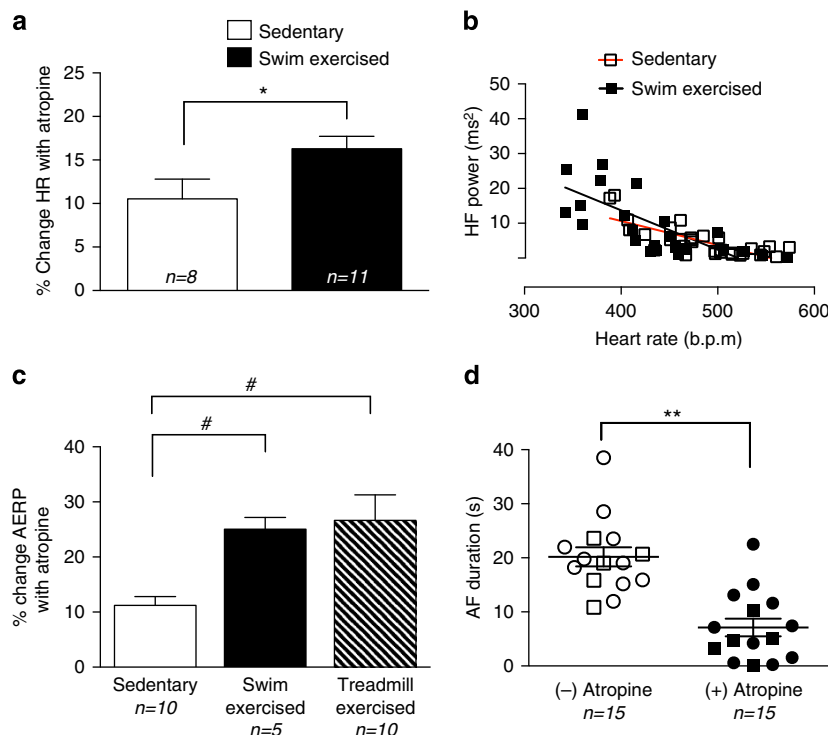 a
Sedentary
Swim exercised
% Change HR with atropine
25
20
15
10
5
0
*
n=8
n=11
b
Sedentary
Swim exercised
HF power (ms²)
50
40
30
20
10
300
400
500
600
Heart rate (b.p.m)
c
#
#
% change AERP
with atropine
40
30
20
10
0
Sedentary
n=10
Swim
exercised
n=5
Treadmill
exercised
n=10
d
**
AF duration (s)
40
30
20
10
0
(–) Atropine
n=15
(+) Atropine
n=15